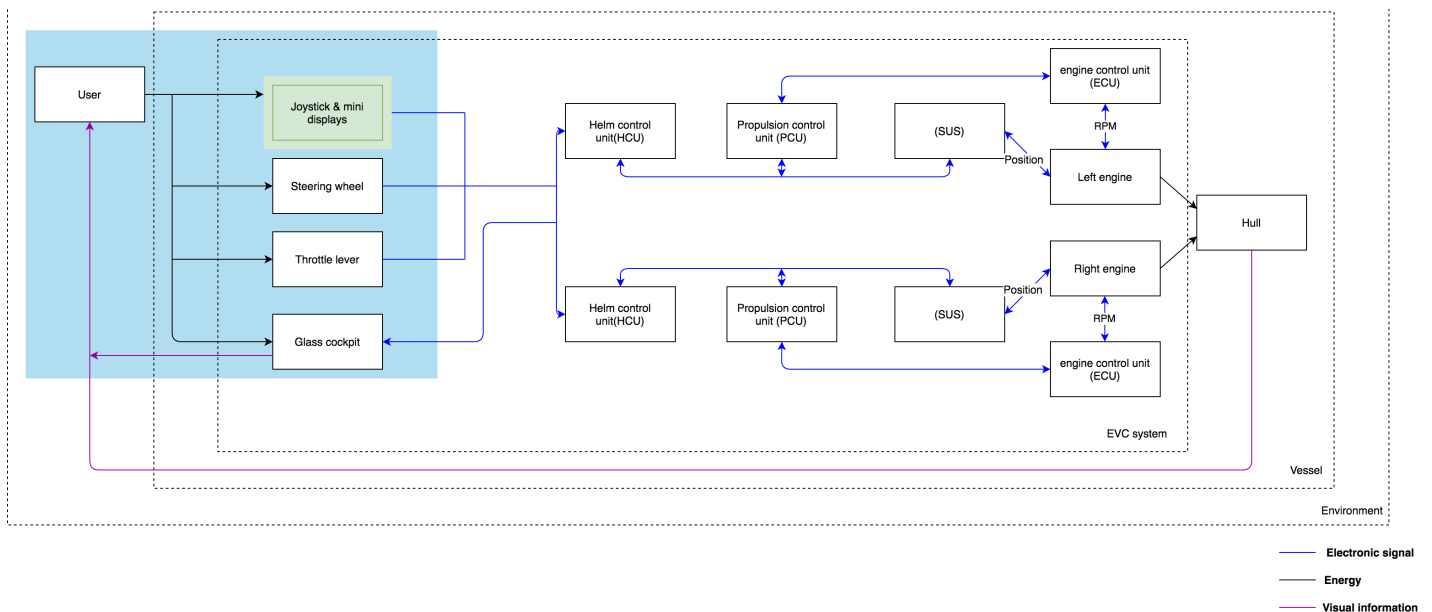 User
Joystick & mini
displays
Steering wheel
Throttle lever
Glass cockpit
Helm control
unit(HCU)
Propulsion control
unit (PCU)
(SUS)
engine control unit
(ECU)
RPM
Position
Left engine
Hull
Right engine
Position
RPM
Helm control
unit(HCU)
Propulsion control
unit (PCU)
(SUS)
engine control unit
(ECU)
EVC system
Vessel
Environment
Electronic signal
Energy
Visual information